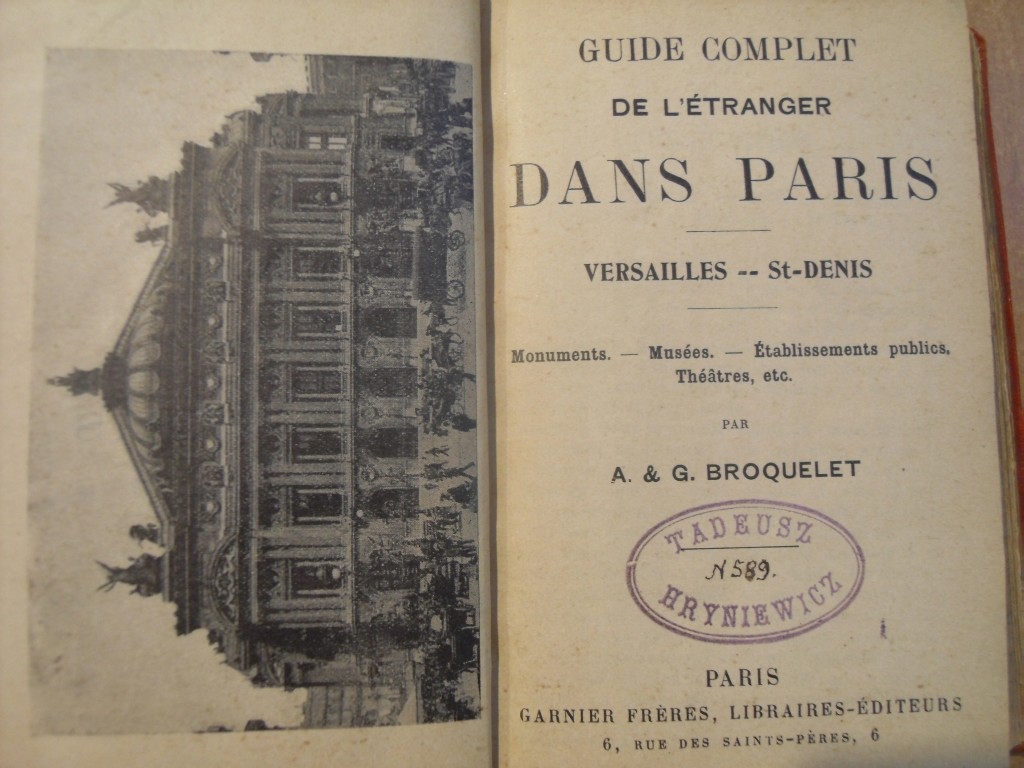 GUIDE COMPLET
DE L'ÉTRANGER
DANS PARIS
VERSAILLES -- St-DENIS
Monuments. — Musées. — Établissements publics,
Théâtres, etc.
PAR
A. & G. BROQUELET
TADEUSZ
N 589.
HRYNIEWICZ
PARIS
GARNIER FRÈRES, LIBRAIRES-ÉDITEURS
6, RUE DES SAINTS-PÈRES, 6